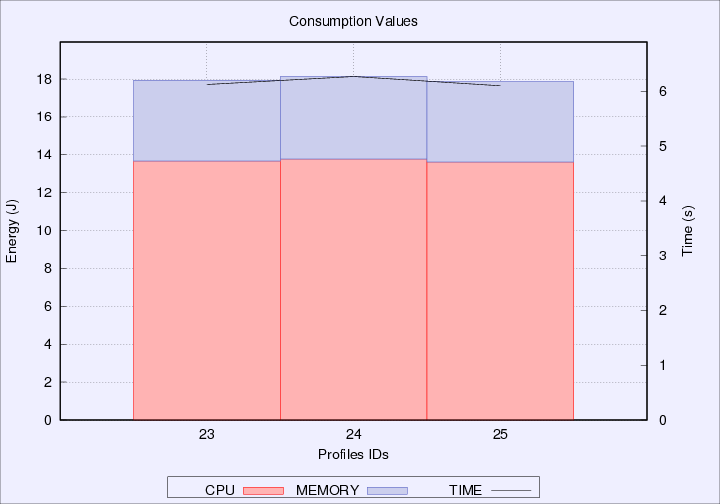 Consumption Values
18
16
14
12
10
8
6
4
2
0
Energy (J)
6
5
4
3
2
1
0
Time (s)
23 24 25
Profiles IDs
CPU MEMORY TIME